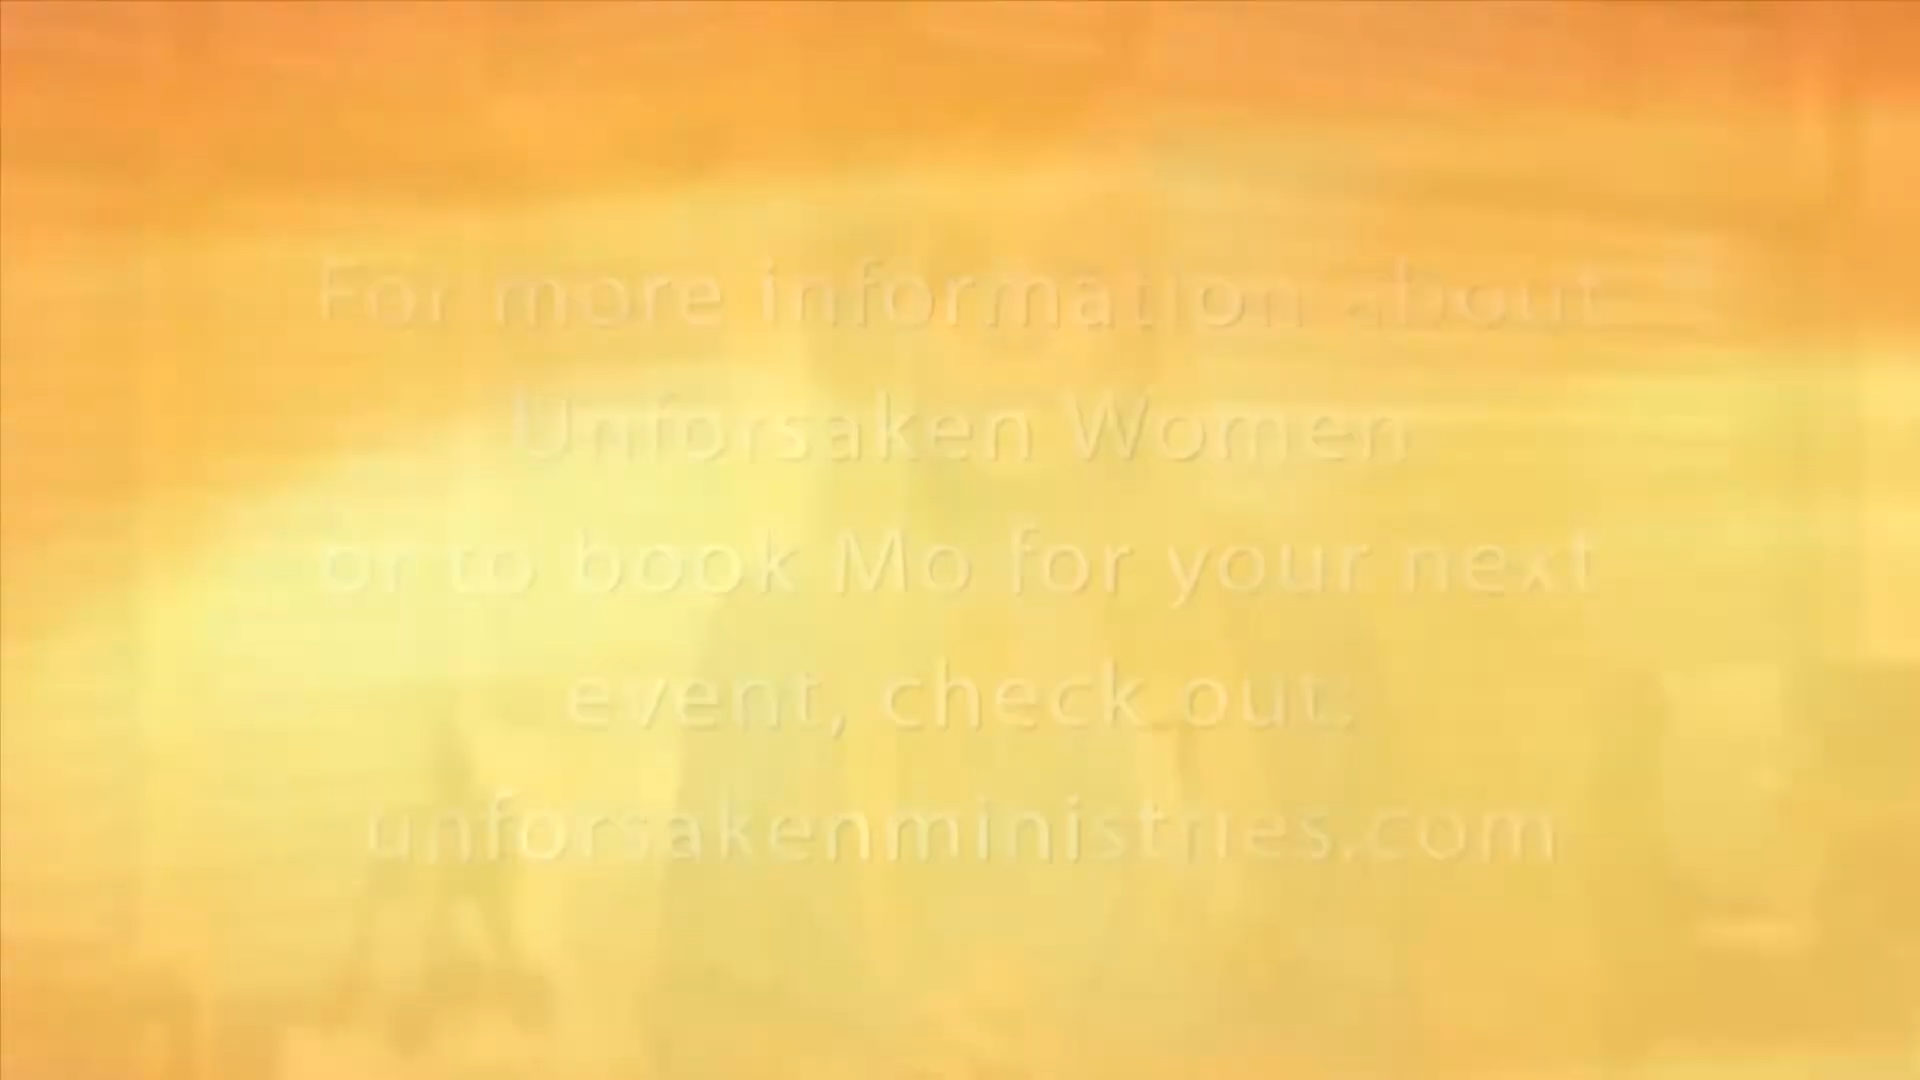 For more information about
Unforsaken Women
or to book Mo for your next
event, check out:
unforsakenministries.com